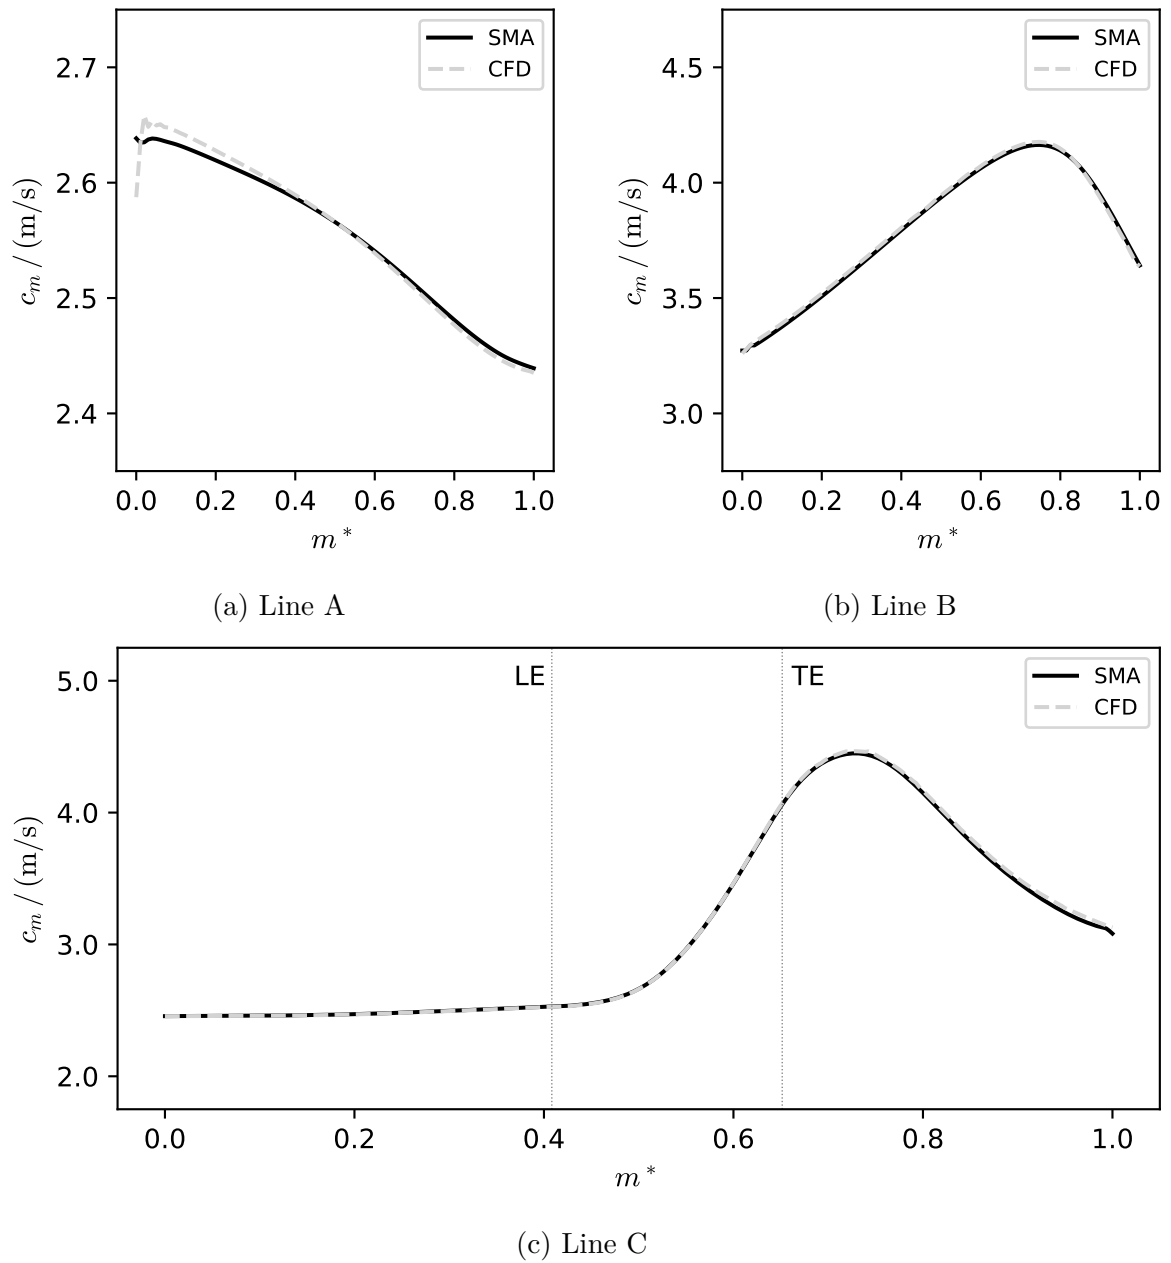 2.7
2.6
2.5
2.4
c_m / (m/s)
0.0 0.2 0.4 0.6 0.8 1.0
m*
SMA
CFD
(a) Line A
4.5
4.0
3.5
3.0
c_m / (m/s)
0.0 0.2 0.4 0.6 0.8 1.0
m*
SMA
CFD
(b) Line B
5.0
4.0
3.0
2.0
c_m / (m/s)
LE
TE
SMA
CFD
0.0 0.2 0.4 0.6 0.8 1.0
m*
(c) Line C